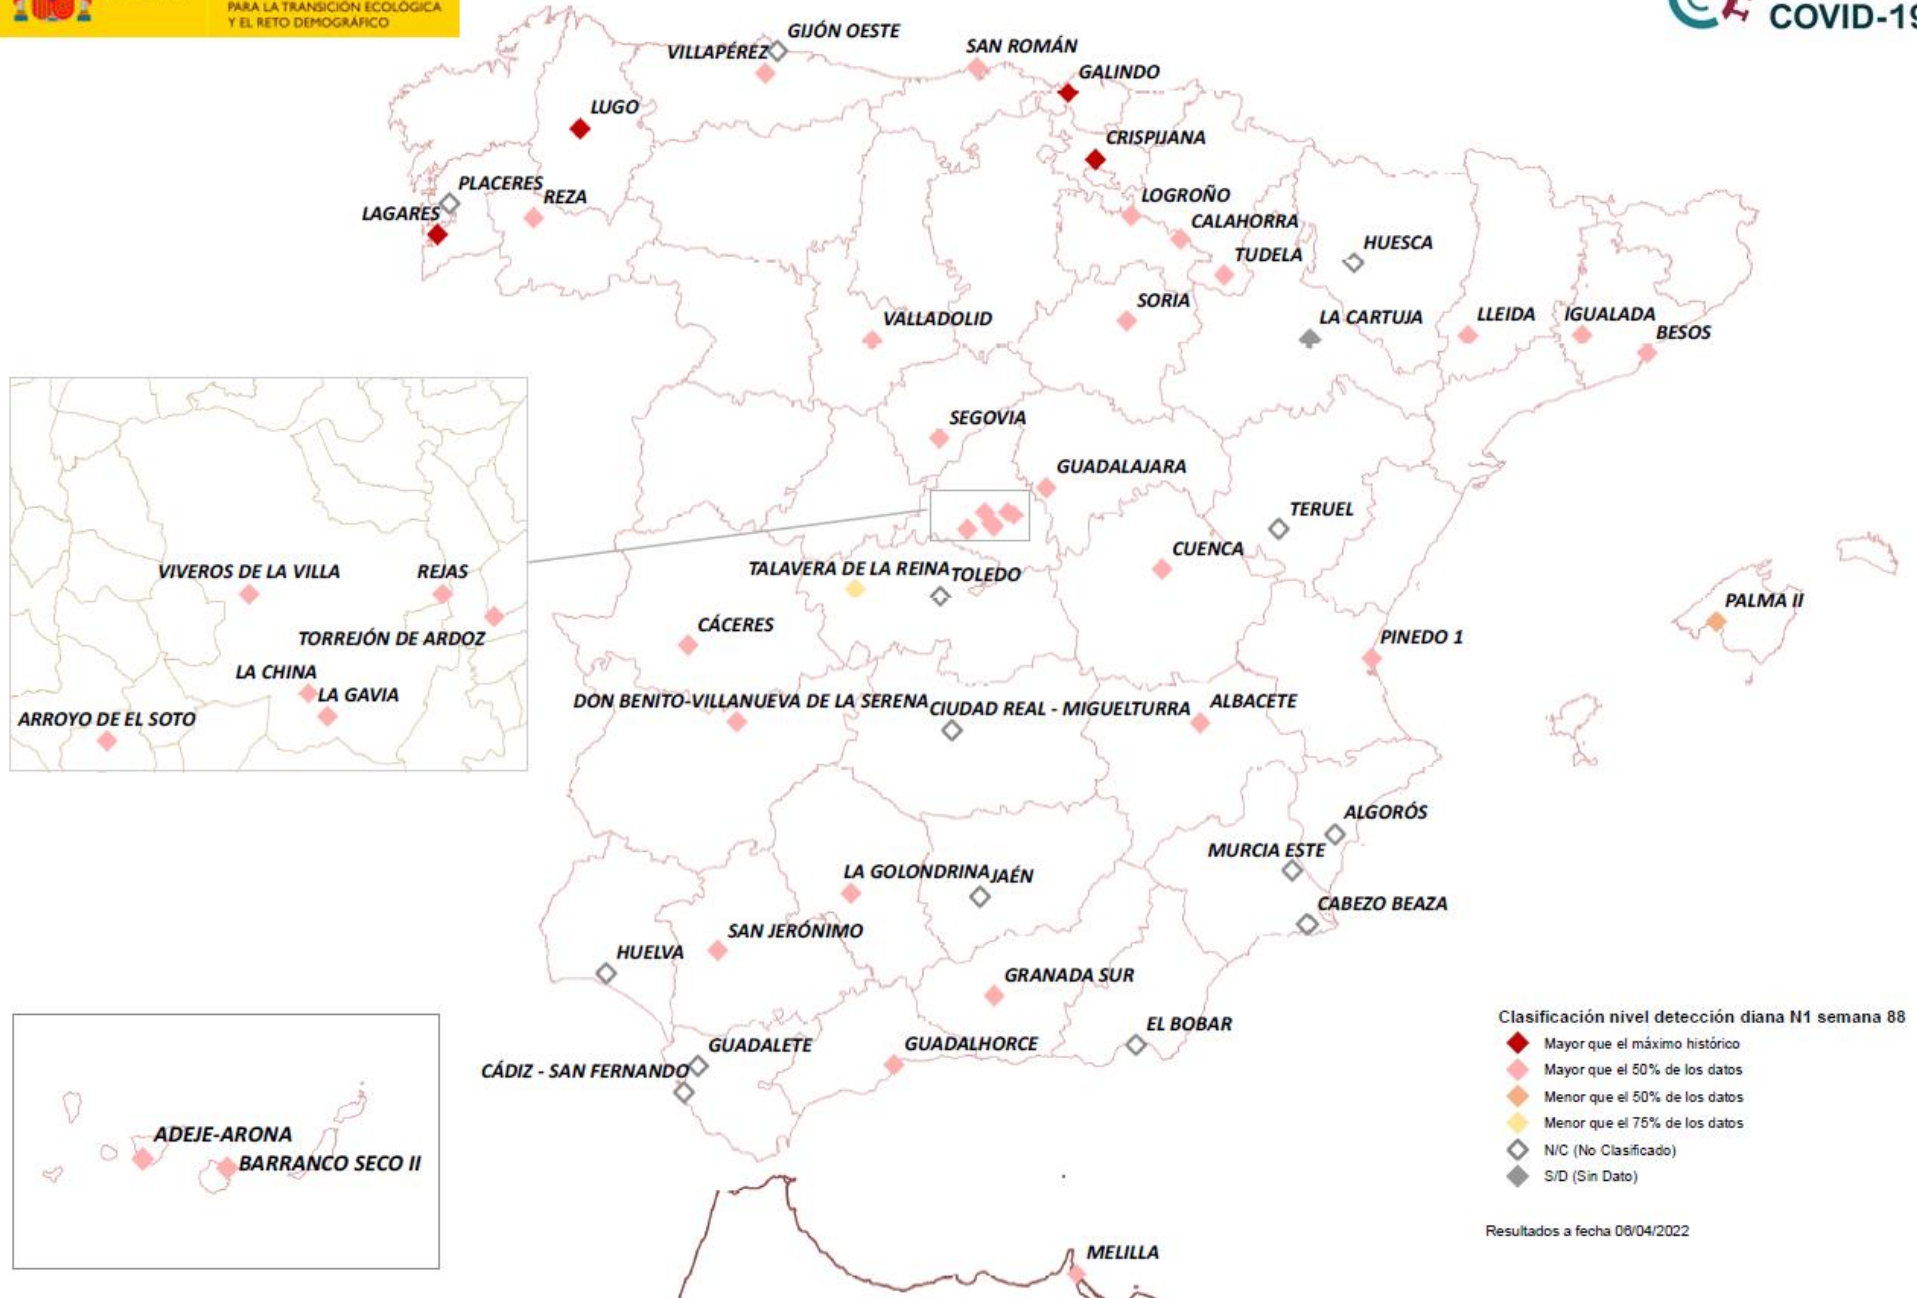 PARA LA TRANSICIÓN ECOLÓGICA
Y EL RETO DEMOGRÁFICO
COVID-19
GIJÓN OESTE
VILLAPÉREZ
SAN ROMÁN
GALINDO
LUGO
CRISPIJANA
PLACERES
REZA
LAGARES
LOGROÑO
CALAHORRA
TUDELA
HUESCA
SORIA
VALLADOLID
LA CARTUJA
LLEIDA
IGUALADA
BESOS
SEGOVIA
GUADALAJARA
TERUEL
CUENCA
TALAVERA DE LA REINA
TOLEDO
VIVEROS DE LA VILLA
REJAS
TORREJÓN DE ARDOZ
LA CHINA
LA GAVIA
ARROYO DE EL SOTO
CÁCERES
PALMA II
PINEDO 1
DON BENITO-VILLANUEVA DE LA SERENA
CIUDAD REAL - MIGUELTURRA
ALBACETE
ALGORÓS
MURCIA ESTE
LA GOLONDRINA
JAÉN
CABEZO BEAZA
SAN JERÓNIMO
HUELVA
GRANADA SUR
EL BOBAR
GUADALETE
GUADALHORCE
CÁDIZ - SAN FERNANDO
ADEJE-ARONA
BARRANCO SECO II
MELILLA
Clasificación nivel detección diana N1 semana 88
Mayor que el máximo histórico
Mayor que el 50% de los datos
Menor que el 50% de los datos
Menor que el 75% de los datos
N/C (No Clasificado)
S/D (Sin Dato)
Resultados a fecha 06/04/2022